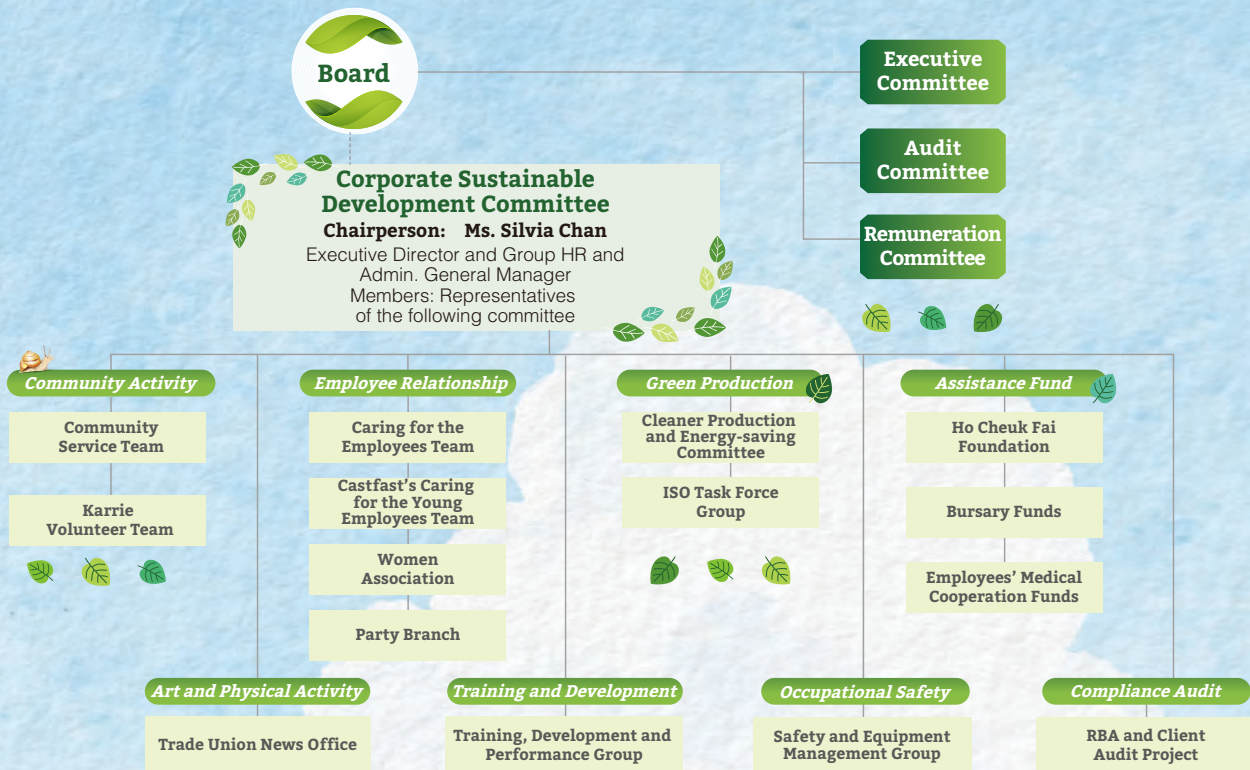 Board
Executive
Committee
Audit
Committee
Remuneration
Committee
Corporate Sustainable
Development Committee
Chairperson: Ms. Silvia Chan
Executive Director and Group HR and
Admin. General Manager
Members: Representatives
of the following committee
Community Activity
Community
Service Team
Karrie
Volunteer Team
Employee Relationship
Caring for the
Employees Team
Castfast's Caring
for the Young
Employees Team
Women
Association
Party Branch
Green Production
Cleaner Production
and Energy-saving
Committee
ISO Task Force
Group
Assistance Fund
Ho Cheuk Fai
Foundation
Bursary Funds
Employees' Medical
Cooperation Funds
Art and Physical Activity
Trade Union News Office
Training and Development
Training, Development and
Performance Group
Occupational Safety
Safety and Equipment
Management Group
Compliance Audit
RBA and Client
Audit Project